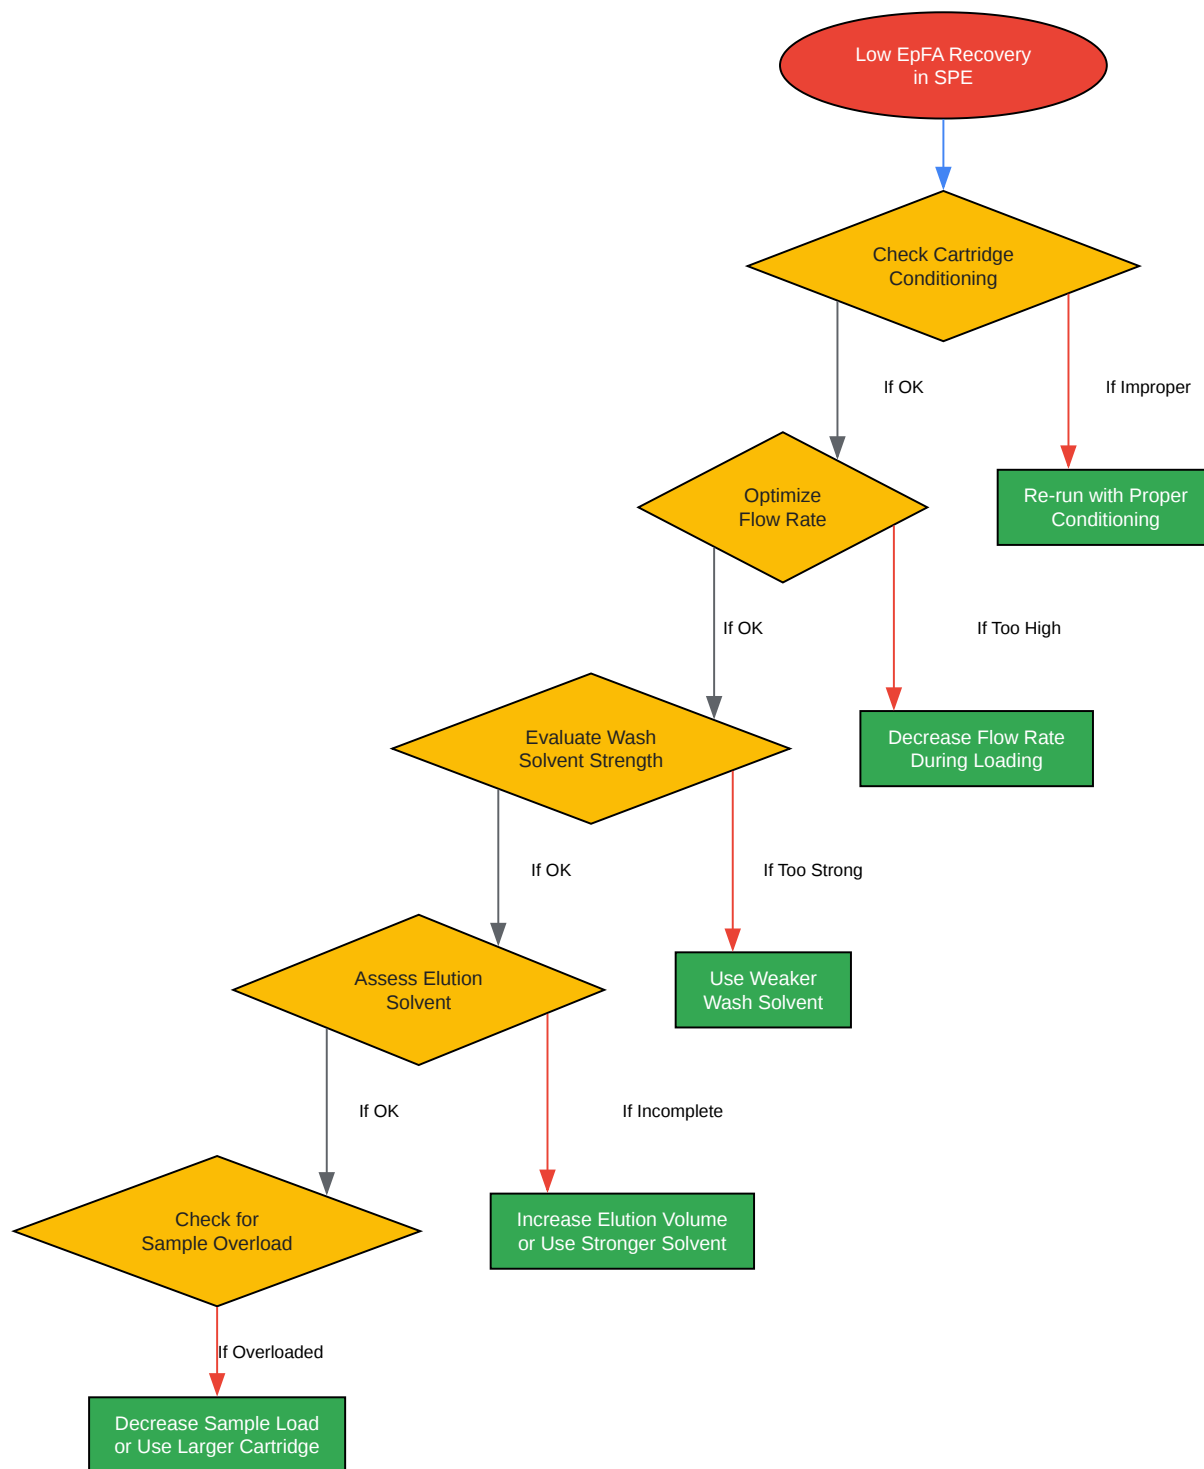 Low EpFA Recovery
in SPE
Check Cartridge
Conditioning
If OK
If Improper
Optimize
Flow Rate
Re-run with Proper
Conditioning
If OK
If Too High
Evaluate Wash
Solvent Strength
Decrease Flow Rate
During Loading
If OK
If Too Strong
Assess Elution
Solvent
Use Weaker
Wash Solvent
If OK
If Incomplete
Check for
Sample Overload
Increase Elution Volume
or Use Stronger Solvent
If Overloaded
Decrease Sample Load
or Use Larger Cartridge